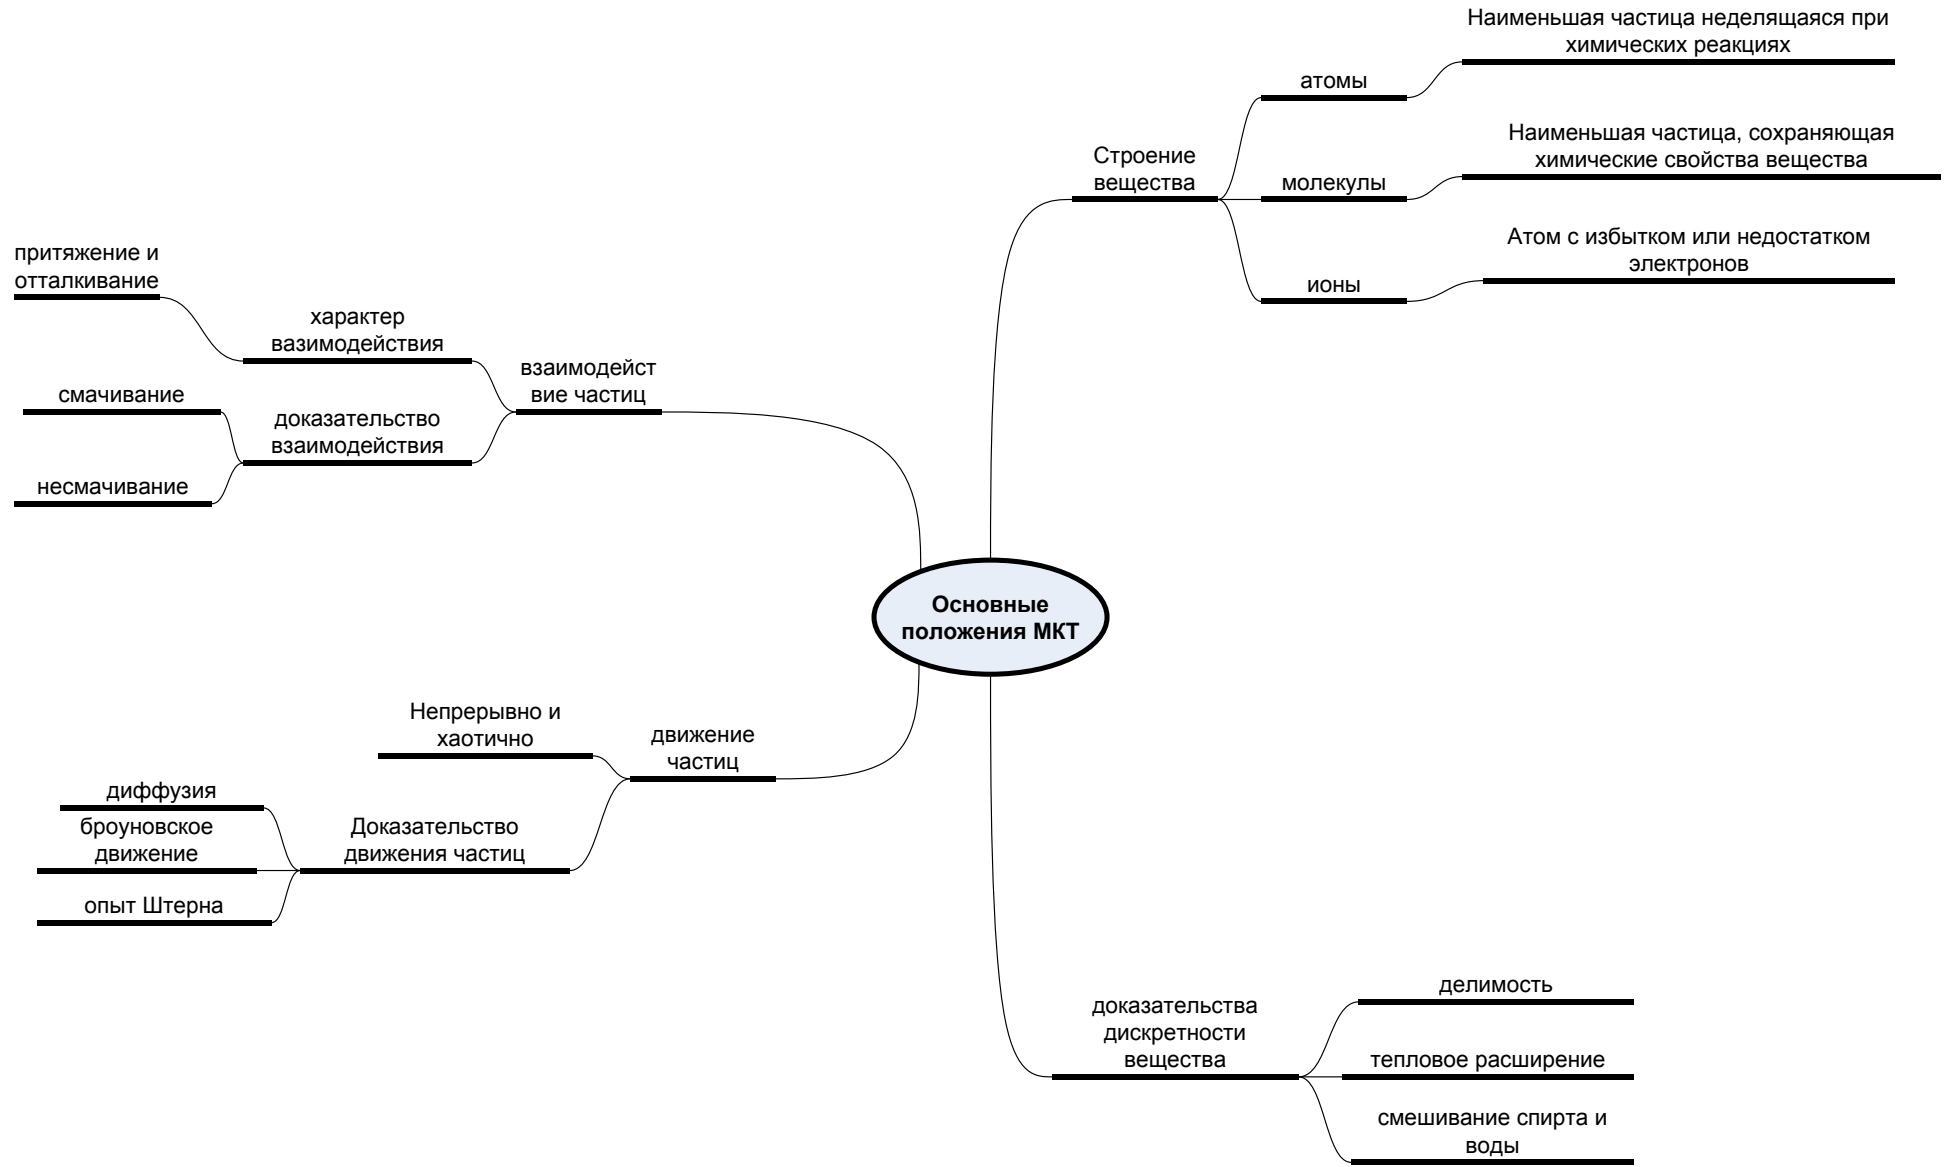 Наименьшая частица неделящаяся при
химических реакциях
атомы
Наименьшая частица, сохраняющая
химические свойства вещества
Строение
вещества
молекулы
Атом с избытком или недостатком
электронов
ионы
притяжение и
отталкивание
характер
вазимодействия
взаимодейст
вие частиц
смачивание
доказательство
взаимодействия
несмачивание
Основные
положения МКТ
Непрерывно и
хаотично
движение
частиц
диффузия
броуновское
движение
Доказательство
движения частиц
опыт Штерна
делимость
доказательства
дискретности
вещества
тепловое расширение
смешивание спирта и
воды